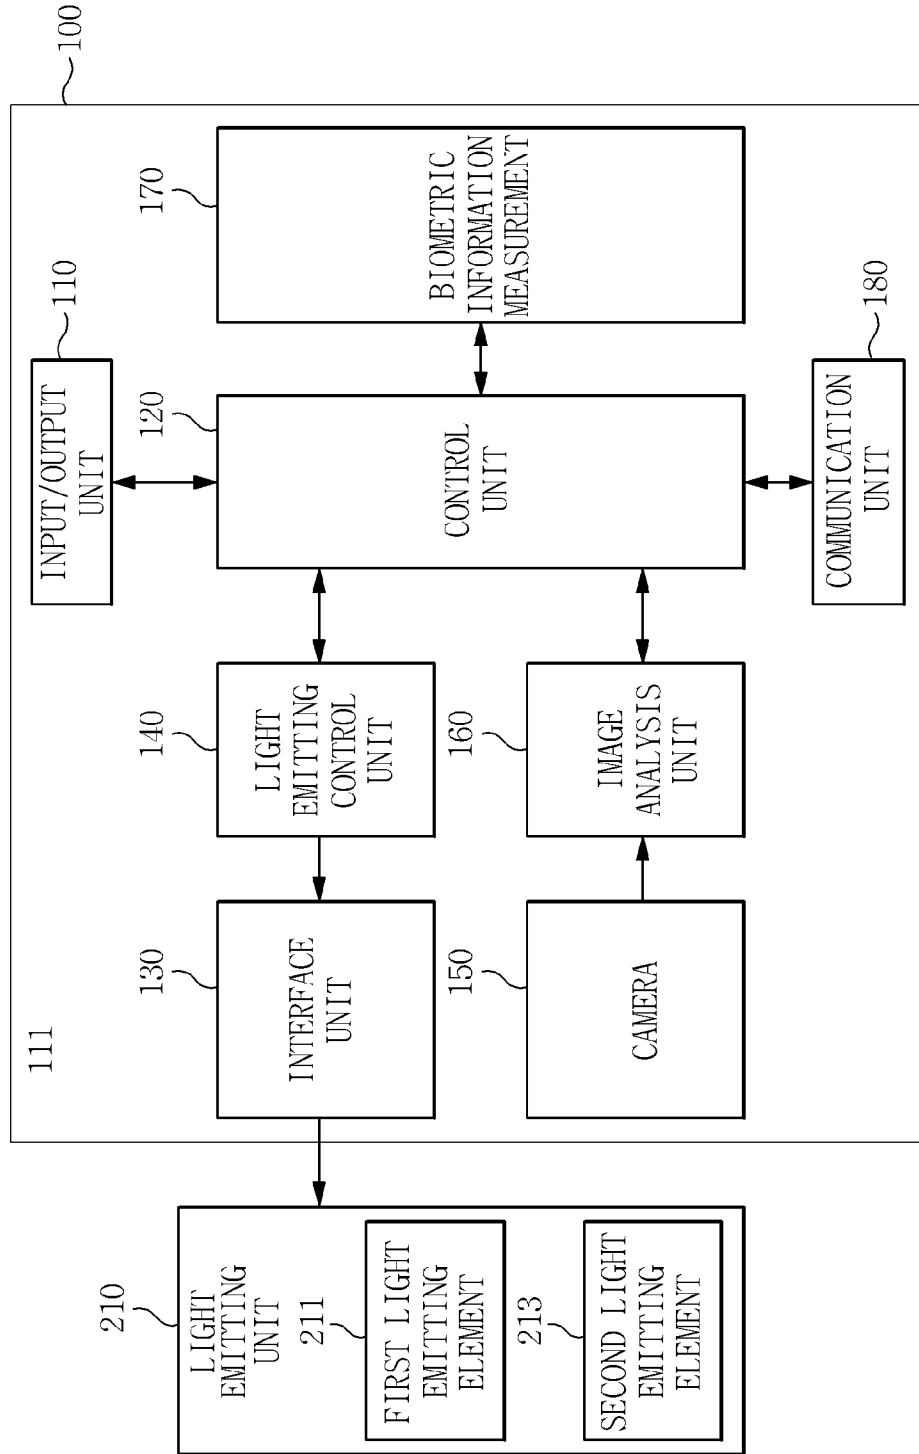 100
111
110
INPUT/OUTPUT
UNIT
210
LIGHT
EMITTING
UNIT
211
FIRST LIGHT
EMITTING
ELEMENT
213
SECOND LIGHT
EMITTING
ELEMENT
130
INTERFACE
UNIT
140
LIGHT
EMITTING
CONTROL
UNIT
120
CONTROL
UNIT
170
BIOMETRIC
INFORMATION
MEASUREMENT
150
CAMERA
160
IMAGE
ANALYSIS
UNIT
180
COMMUNICATION
UNIT